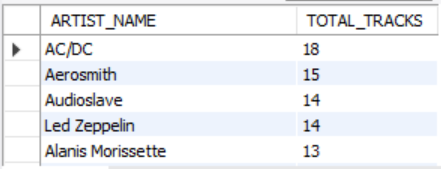 ARTIST_NAME TOTAL_TRACKS
AC/DC 18
Aerosmith 15
Audioslave 14
Led Zeppelin 14
Alanis Morissette 13